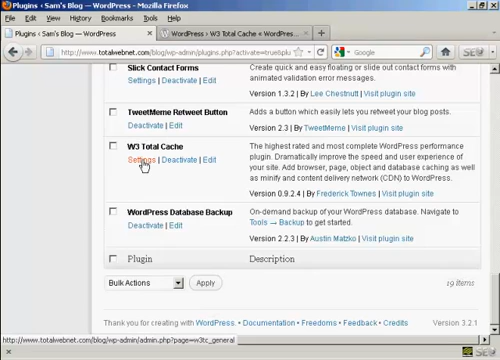 Plugins ‹ Sam's Blog — WordPress - Mozilla Firefox
File Edit View History Bookmarks Tools Help
Plugins ‹ Sam's Blog — WordPress
WordPress › W3 Total Cache « WordPres...
http://www.totalwebnet.com/blog/wp-admin/plugins.php?activate=true&plu
Google
Slick Contact Forms
Create quick and easy floating or slide out contact forms with
animated validation error messages.
Settings | Deactivate | Edit
Version 1.3.2 | By Lee Chestnutt | Visit plugin site
TweetMeme Retweet Button
Adds a button which easily lets you retweet your blog posts.
Deactivate | Edit
Version 2.3 | By TweetMeme | Visit plugin site
W3 Total Cache
The highest rated and most complete WordPress performance
plugin. Dramatically improve the speed and user experience of
your site. Add browser, page, object and database caching as well
as minify and content delivery network (CDN) to WordPress.
Settings | Deactivate | Edit
Version 0.9.2.4 | By Frederick Townes | Visit plugin site
WordPress Database Backup
On-demand backup of your WordPress database. Navigate to
Tools → Backup to get started.
Deactivate | Edit
Version 2.2.3 | By Austin Matzko | Visit plugin site
Plugin
Description
Bulk Actions
Apply
19 items
Thank you for creating with WordPress. • Documentation • Freedoms • Feedback • Credits
Version 3.2.1
http://www.totalwebnet.com/blog/wp-admin/admin.php?page=w3tc_general